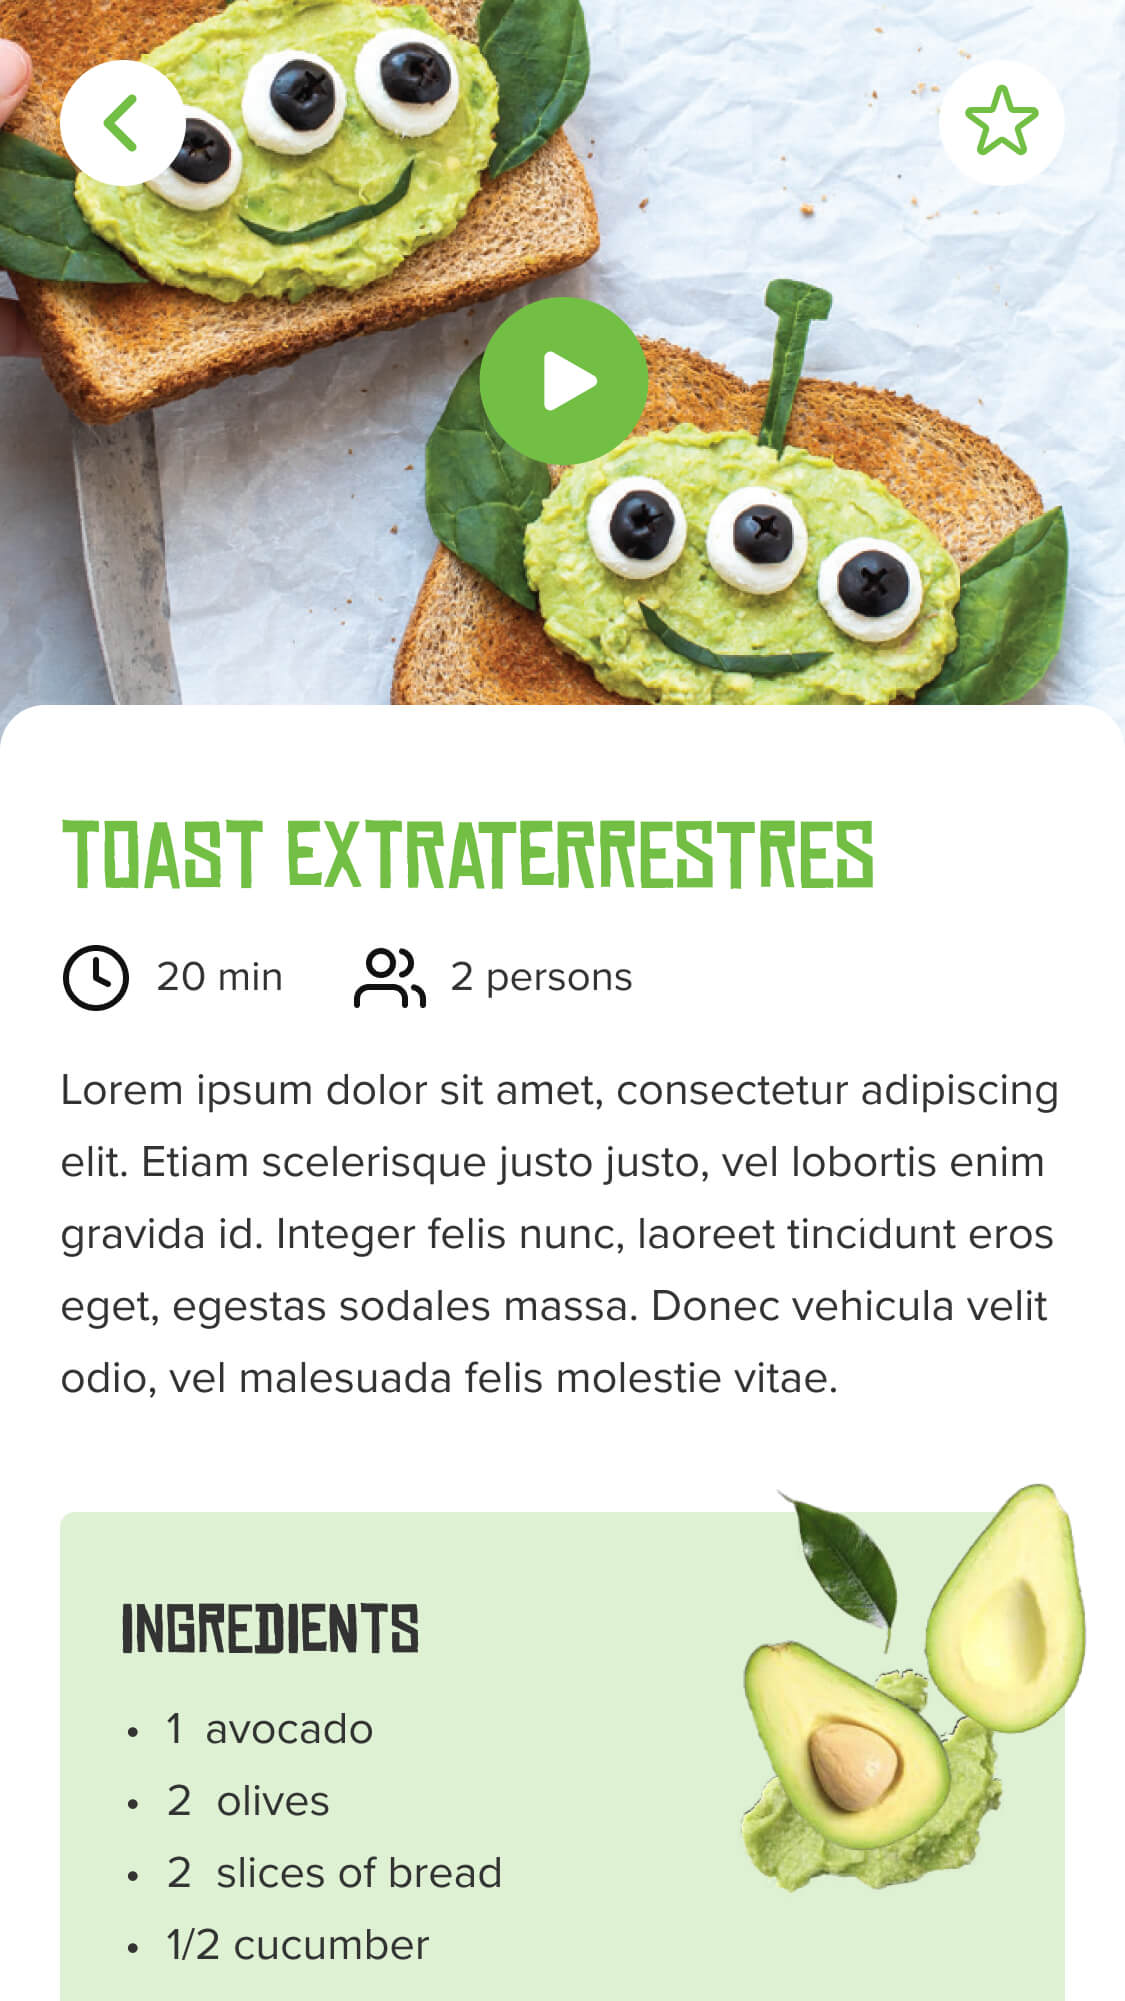 TOAST EXTRATERRESTRES
20 min 2 persons
Lorem ipsum dolor sit amet, consectetur adipiscing
elit. Etiam scelerisque justo justo, vel lobortis enim
gravida id. Integer felis nunc, laoreet tincidunt eros
eget, egestas sodales massa. Donec vehicula velit
odio, vel malesuada felis molestie vitae.
INGREDIENTS
• 1 avocado
• 2 olives
• 2 slices of bread
• 1/2 cucumber